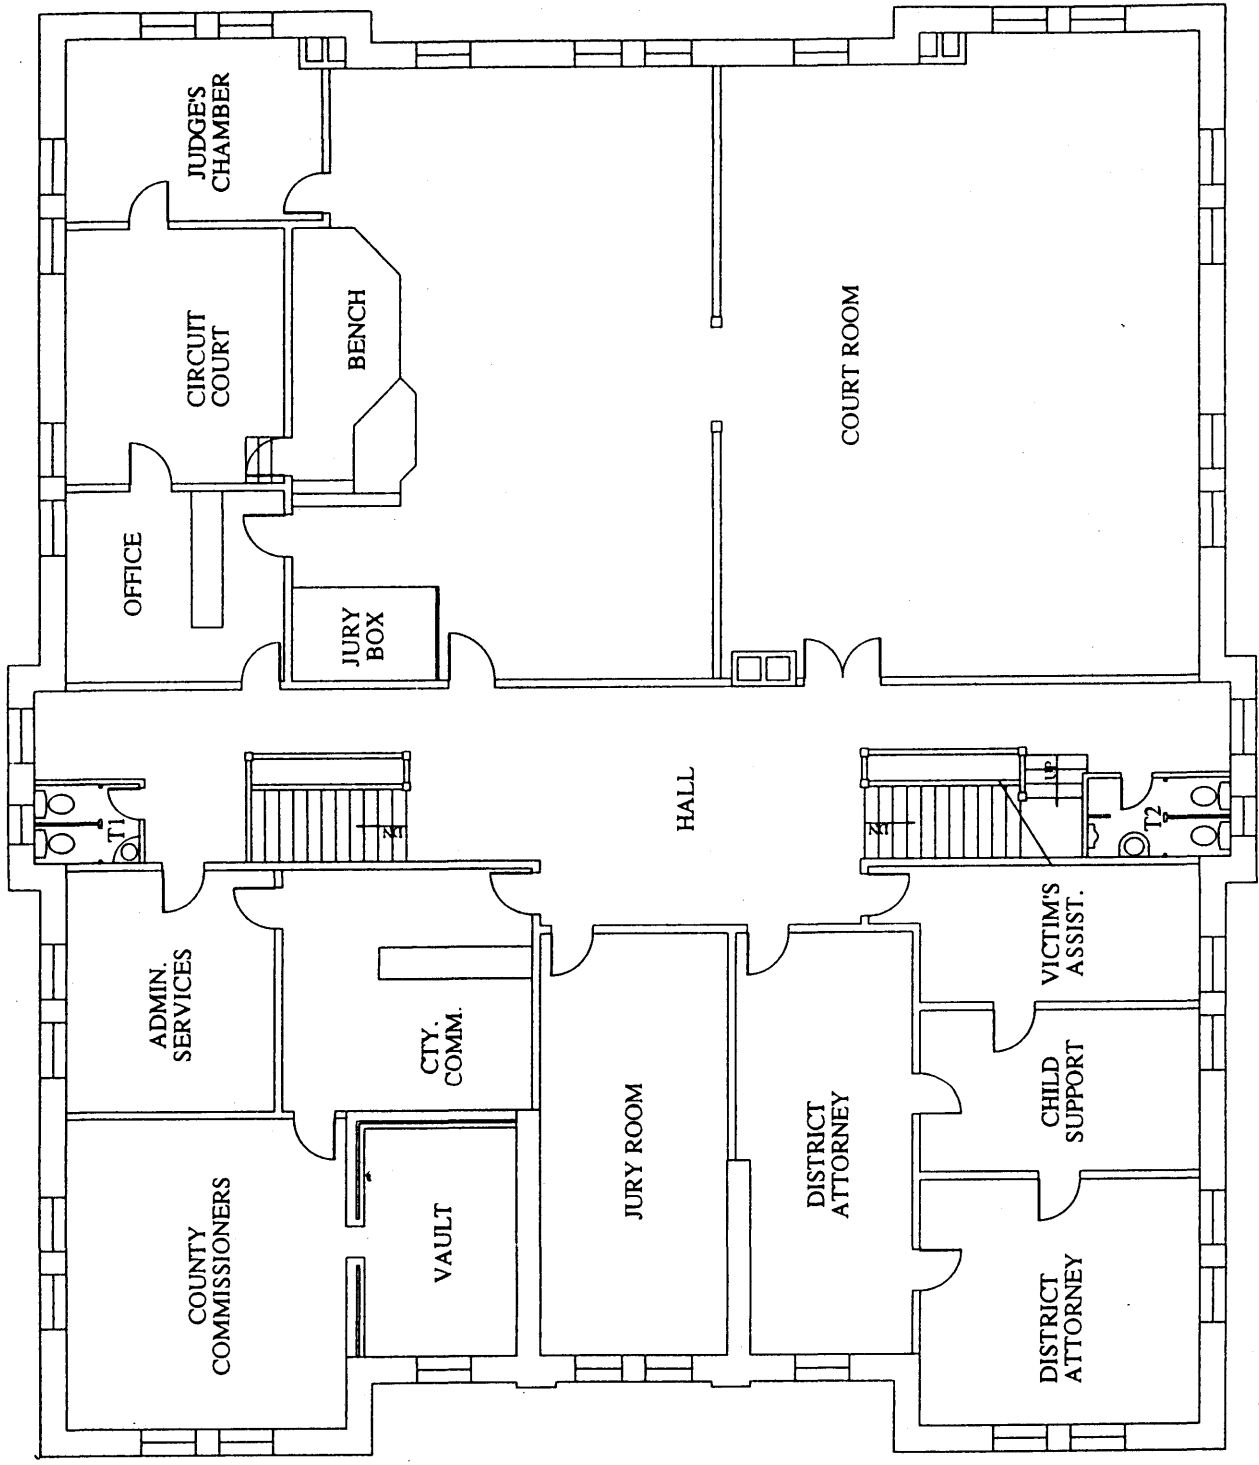 JUDGE'S
CHAMBER
CIRCUIT
COURT
BENCH
COURT ROOM
OFFICE
JURY
BOX
HALL
UP
T1
T2
ADMIN.
SERVICES
CTY.
COMM.
VICTIM'S
ASSIST.
COUNTY
COMMISSIONERS
VAULT
JURY ROOM
DISTRICT
ATTORNEY
CHILD
SUPPORT
DISTRICT
ATTORNEY